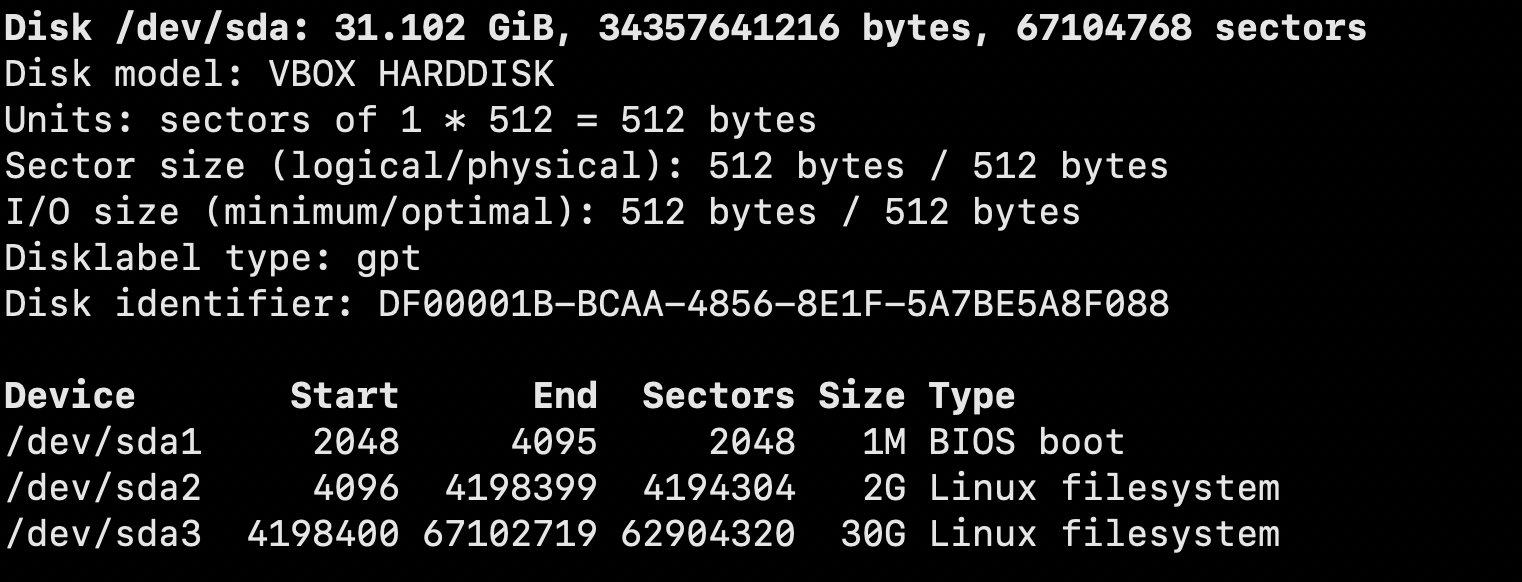 Disk /dev/sda: 31.102 GiB, 34357641216 bytes, 67104768 sectors
Disk model: VBOX HARDDISK
Units: sectors of 1 * 512 = 512 bytes
Sector size (logical/physical): 512 bytes / 512 bytes
I/O size (minimum/optimal): 512 bytes / 512 bytes
Disklabel type: gpt
Disk identifier: DF00001B-BCAA-4856-8E1F-5A7BE5A8F088

Device       Start      End  Sectors Size Type
/dev/sda1     2048     4095     2048   1M BIOS boot
/dev/sda2     4096  4198399  4194304   2G Linux filesystem
/dev/sda3  4198400 67102719 62904320  30G Linux filesystem